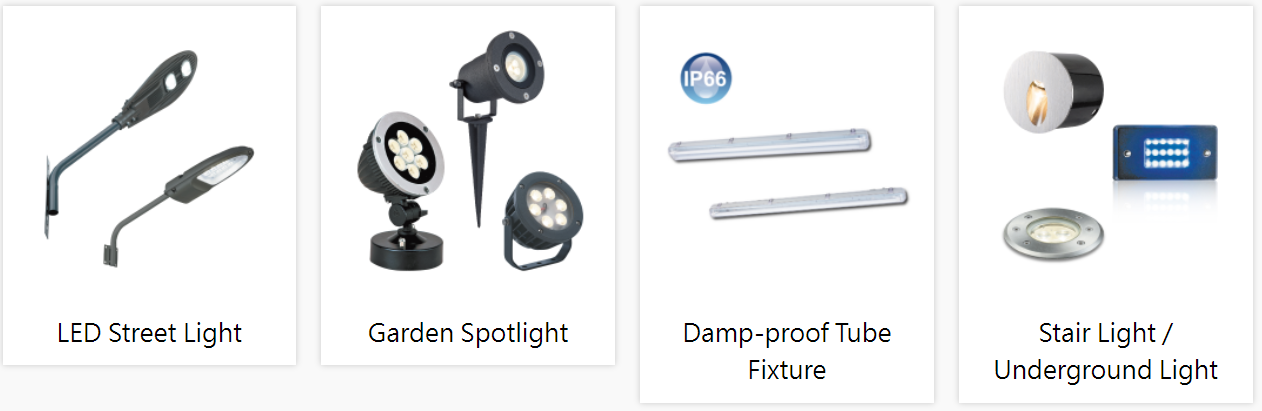 IP66
LED Street Light
Garden Spotlight
Damp-proof Tube
Fixture
Stair Light /
Underground Light